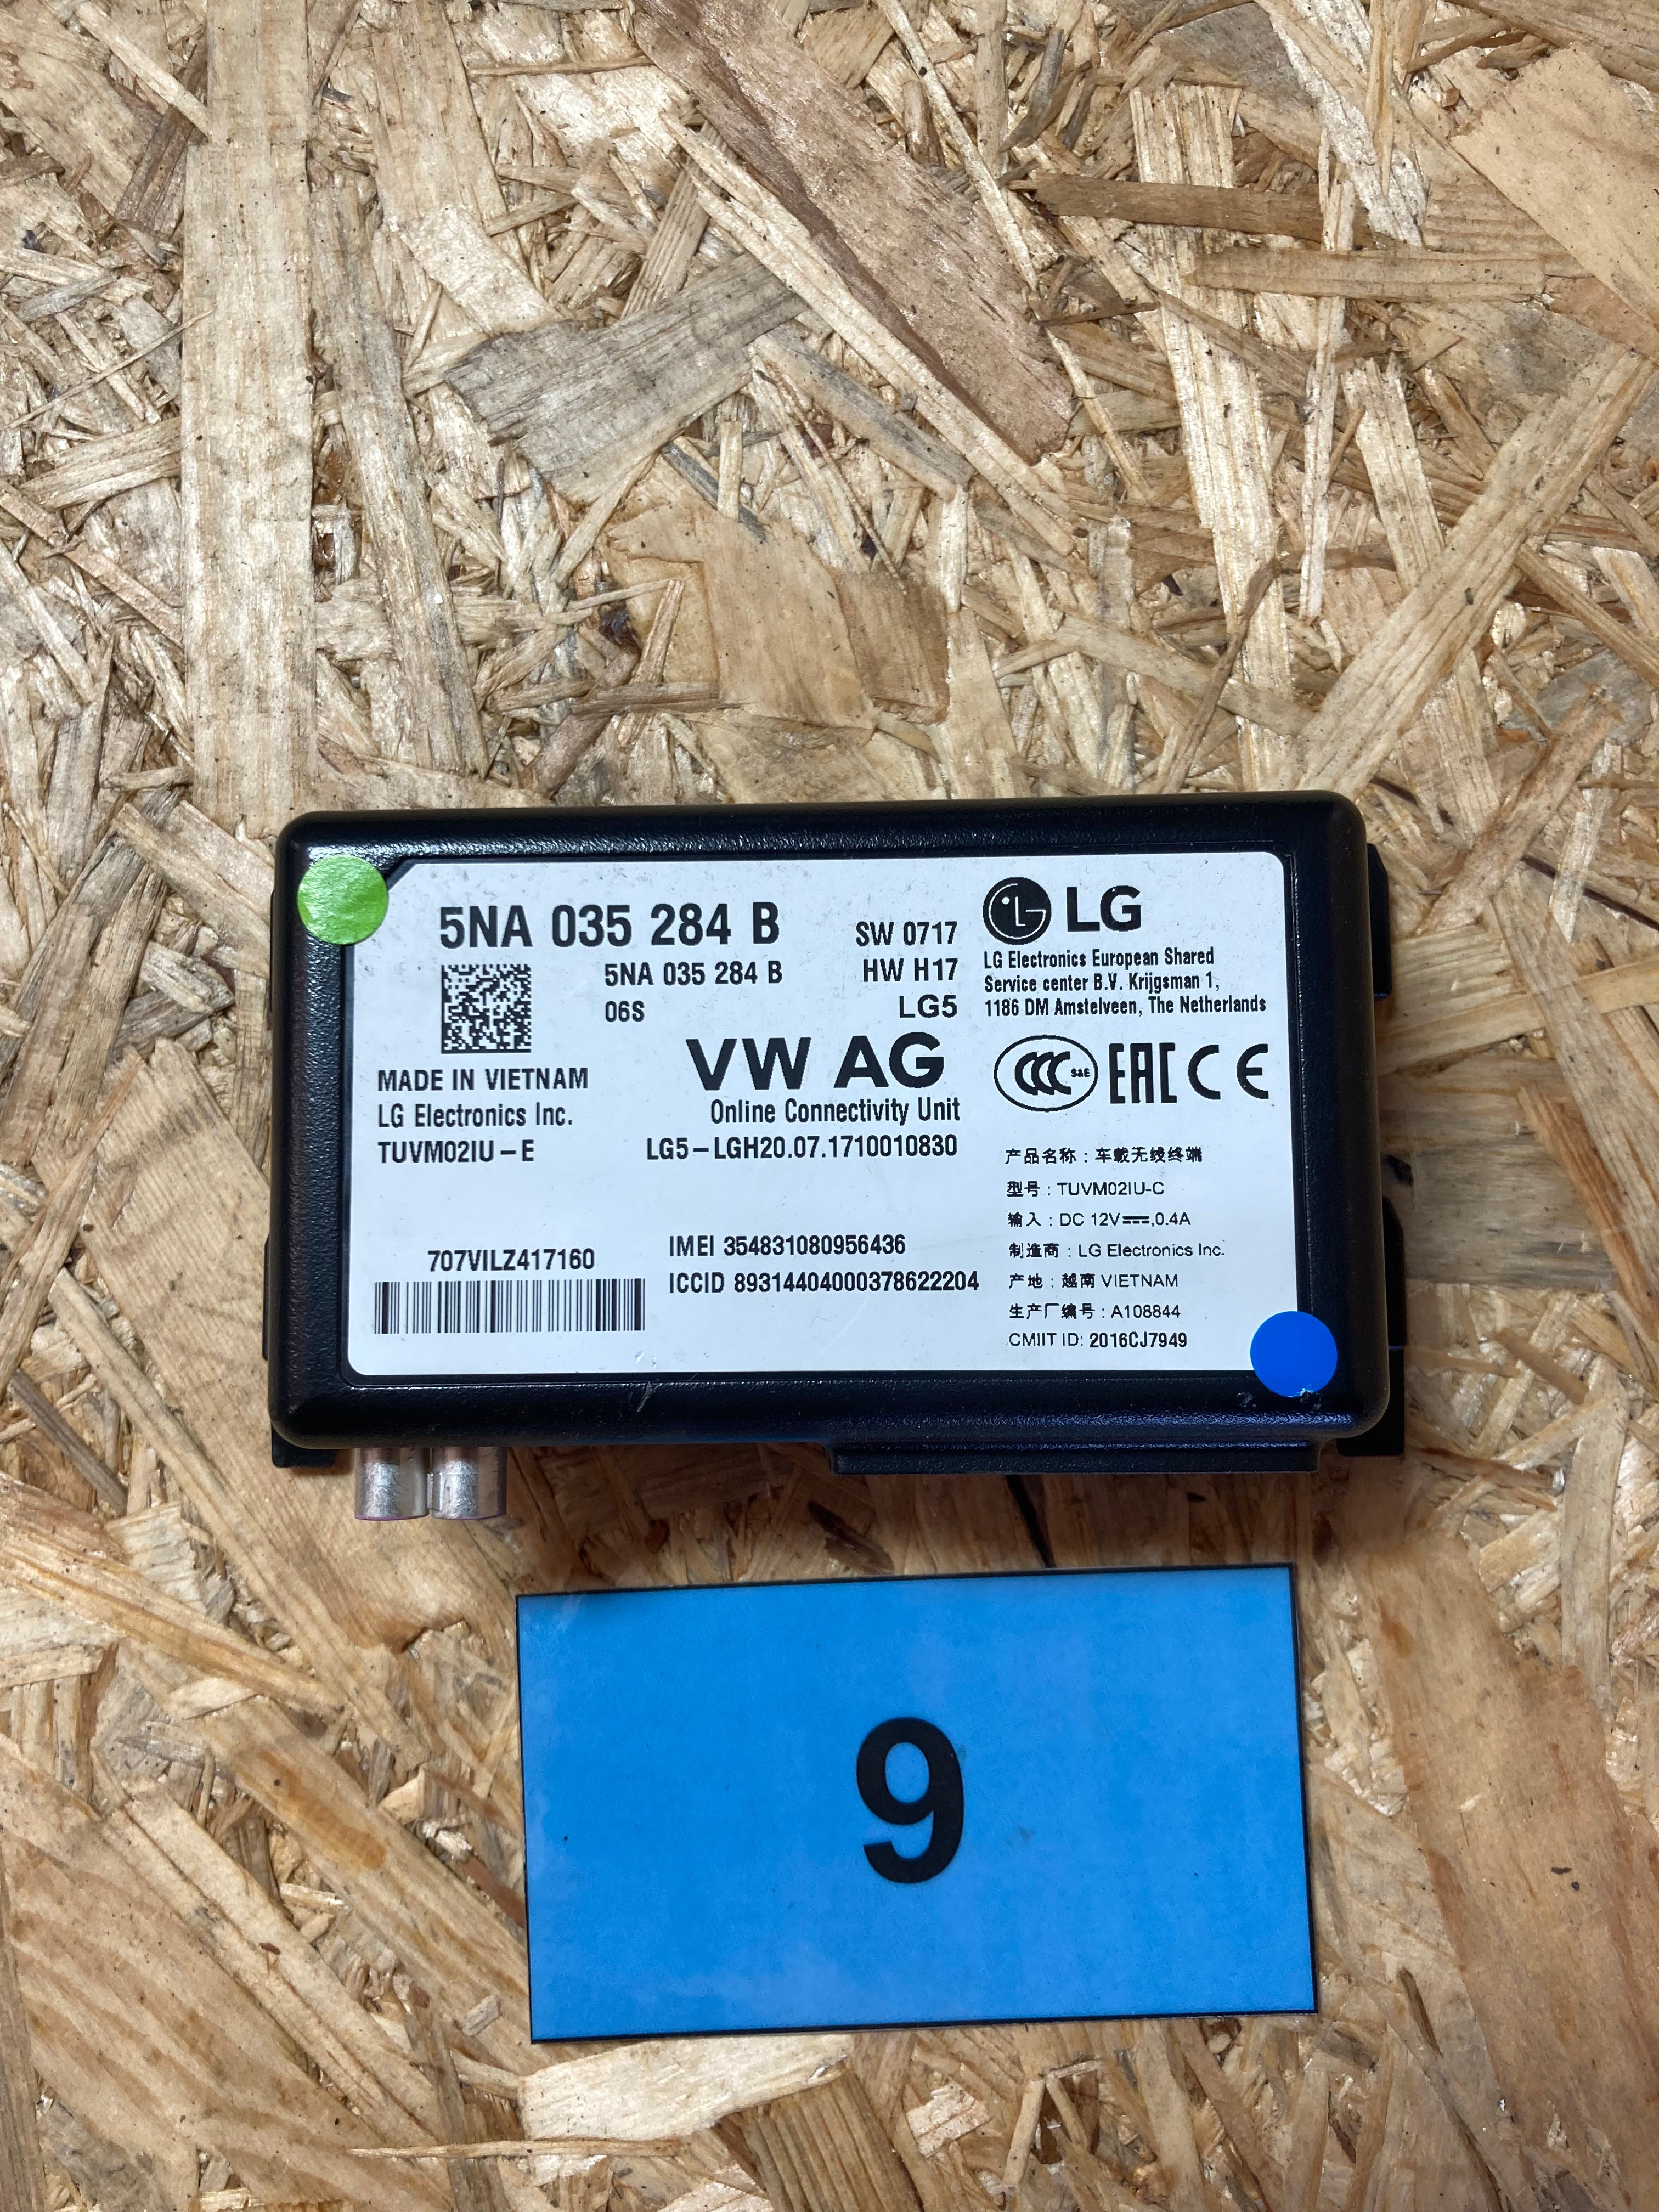 5NA 035 284 B
5NA 035 284 B
06S
SW 0717
HW H17
LG5
LG
LG Electronics European Shared
Service center B.V. Krijgsman 1,
1186 DM Amstelveen, The Netherlands
VW AG
Online Connectivity Unit
LG5-LGH20.07.1710010830
MADE IN VIETNAM
LG Electronics Inc.
TUVM02IU-E
CCC S&E EAC CE
产品名称：车载无线终端
型号：TUVM02IU-C
输入：DC 12V⎓,0.4A
制造商：LG Electronics Inc.
产地：越南 VIETNAM
生产厂编号：A108844
CMIIT ID: 2016CJ7949
707VILZ417160
IMEI 354831080956436
ICCID 89314404000378622204
9